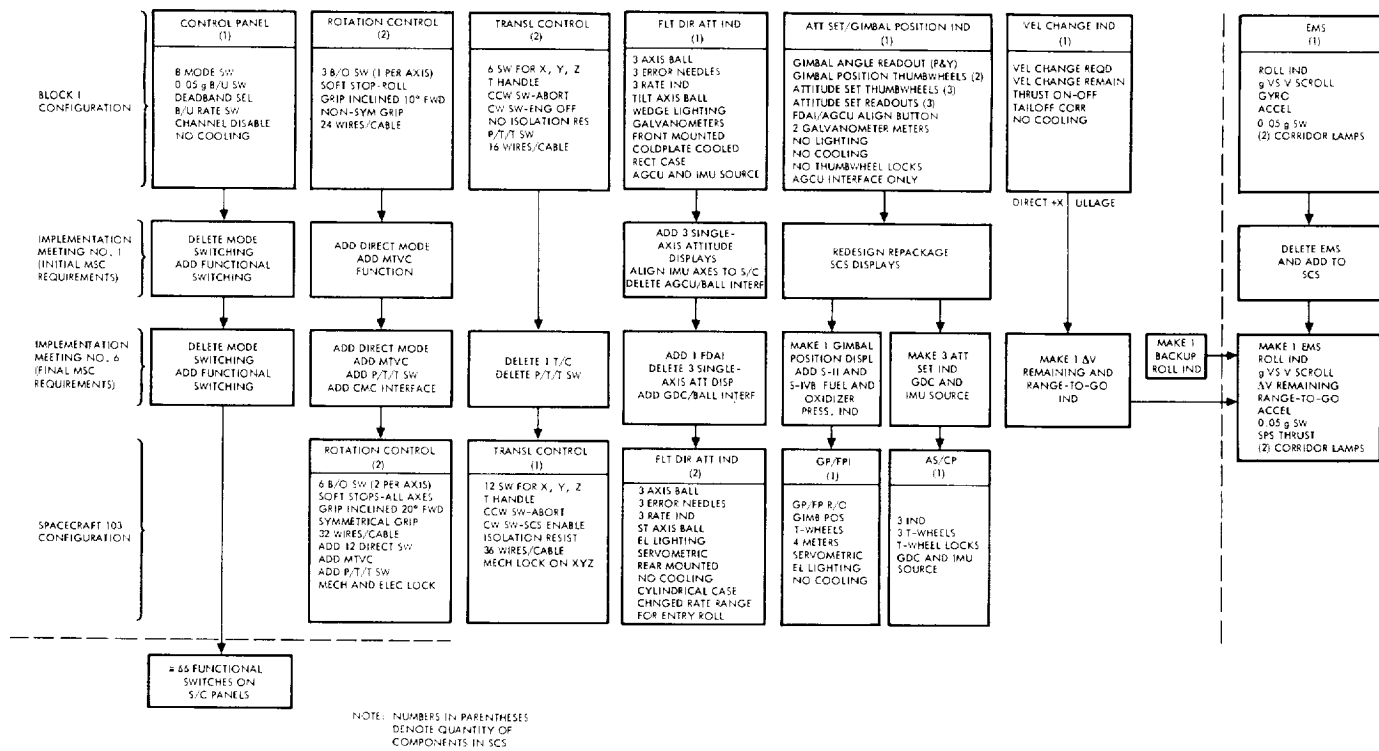 BLOCK I
CONFIGURATION
CONTROL PANEL
(1)
8 MODE SW
0.05 g B/U SW
DEADBAND SEL
B/U RATE SW
CHANNEL DISABLE
NO COOLING
ROTATION CONTROL
(2)
3 B/O SW (1 PER AXIS)
SOFT STOP-ROLL
GRIP INCLINED 10° FWD
NON-SYM GRIP
24 WIRES/CABLE
TRANSL CONTROL
(2)
6 SW FOR X, Y, Z
T HANDLE
CCW SW-ABORT
CW SW-ENG OFF
NO ISOLATION RES
P/T/T SW
16 WIRES/CABLE
FLT DIR ATT IND
(1)
3 AXIS BALL
3 ERROR NEEDLES
3 RATE IND
TILT AXIS BALL
WEDGE LIGHTING
GALVANOMETERS
FRONT MOUNTED
COLDPLATE COOLED
RECT CASE
AGCU AND IMU SOURCE
ATT SET/GIMBAL POSITION IND
(1)
GIMBAL ANGLE READOUT (P&Y)
GIMBAL POSITION THUMBWHEELS (2)
ATTITUDE SET THUMBWHEELS (3)
ATTITUDE SET READOUTS (3)
FDAI/AGCU ALIGN BUTTON
2 GALVANOMETER METERS
NO LIGHTING
NO COOLING
NO THUMBWHEEL LOCKS
AGCU INTERFACE ONLY
VEL CHANGE IND
(1)
VEL CHANGE REQD
VEL CHANGE REMAIN
THRUST ON-OFF
TAILOFF CORR
NO COOLING
DIRECT +X ULLAGE
EMS
(1)
ROLL IND
g VS V SCROLL
GYRO
ACCEL
0.05 g SW
(2) CORRIDOR LAMPS
IMPLEMENTATION
MEETING NO. 1
(INITIAL MSC
REQUIREMENTS)
DELETE MODE
SWITCHING
ADD FUNCTIONAL
SWITCHING
ADD DIRECT MODE
ADD MTVC
FUNCTION
ADD 3 SINGLE-
AXIS ATTITUDE
DISPLAYS
ALIGN IMU AXES TO S/C
DELETE AGCU/BALL INTERF
REDESIGN REPACKAGE
SCS DISPLAYS
DELETE EMS
AND ADD TO
SCS
IMPLEMENTATION
MEETING NO. 6
(FINAL MSC
REQUIREMENTS)
DELETE MODE
SWITCHING
ADD FUNCTIONAL
SWITCHING
ADD DIRECT MODE
ADD MTVC
ADD P/T/T SW
ADD CMC INTERFACE
DELETE 1 T/C
DELETE P/T/T SW
ADD 1 FDAI
DELETE 3 SINGLE-
AXIS ATT DISP
ADD GDC/BALL INTERF
MAKE 1 GIMBAL
POSITION DISPL
ADD S-II AND
S-IVB FUEL AND
OXIDIZER
PRESS. IND
MAKE 3 ATT
SET IND
GDC AND
IMU SOURCE
MAKE 1 ΔV
REMAINING AND
RANGE-TO-GO
IND
MAKE 1
BACKUP
ROLL IND
MAKE 1 EMS
ROLL IND
g VS V SCROLL
ΔV REMAINING
RANGE-TO-GO
ACCEL
0.05 g SW
SPS THRUST
(2) CORRIDOR LAMPS
SPACECRAFT 103
CONFIGURATION
ROTATION CONTROL
(2)
6 B/O SW (2 PER AXIS)
SOFT STOPS-ALL AXES
GRIP INCLINED 20° FWD
SYMMETRICAL GRIP
32 WIRES/CABLE
ADD 12 DIRECT SW
ADD MTVC
ADD P/T/T SW
MECH AND ELEC LOCK
TRANSL CONTROL
(1)
12 SW FOR X, Y, Z
T HANDLE
CCW SW-ABORT
CW SW-SCS ENABLE
ISOLATION RESIST
36 WIRES/CABLE
MECH LOCK ON XYZ
FLT DIR ATT IND
(2)
3 AXIS BALL
3 ERROR NEEDLES
3 RATE IND
ST AXIS BALL
EL LIGHTING
SERVOMETRIC
REAR MOUNTED
NO COOLING
CYLINDRICAL CASE
CHNGED RATE RANGE
FOR ENTRY ROLL
GP/FPI
(1)
GP/FP R/O
GIMB POS
T-WHEELS
4 METERS
SERVOMETRIC
EL LIGHTING
NO COOLING
AS/CP
(1)
3 IND
3 T-WHEELS
T-WHEEL LOCKS
GDC AND IMU
SOURCE
≅ 66 FUNCTIONAL
SWITCHES ON
S/C PANELS
NOTE: NUMBERS IN PARENTHESES
DENOTE QUANTITY OF
COMPONENTS IN SCS